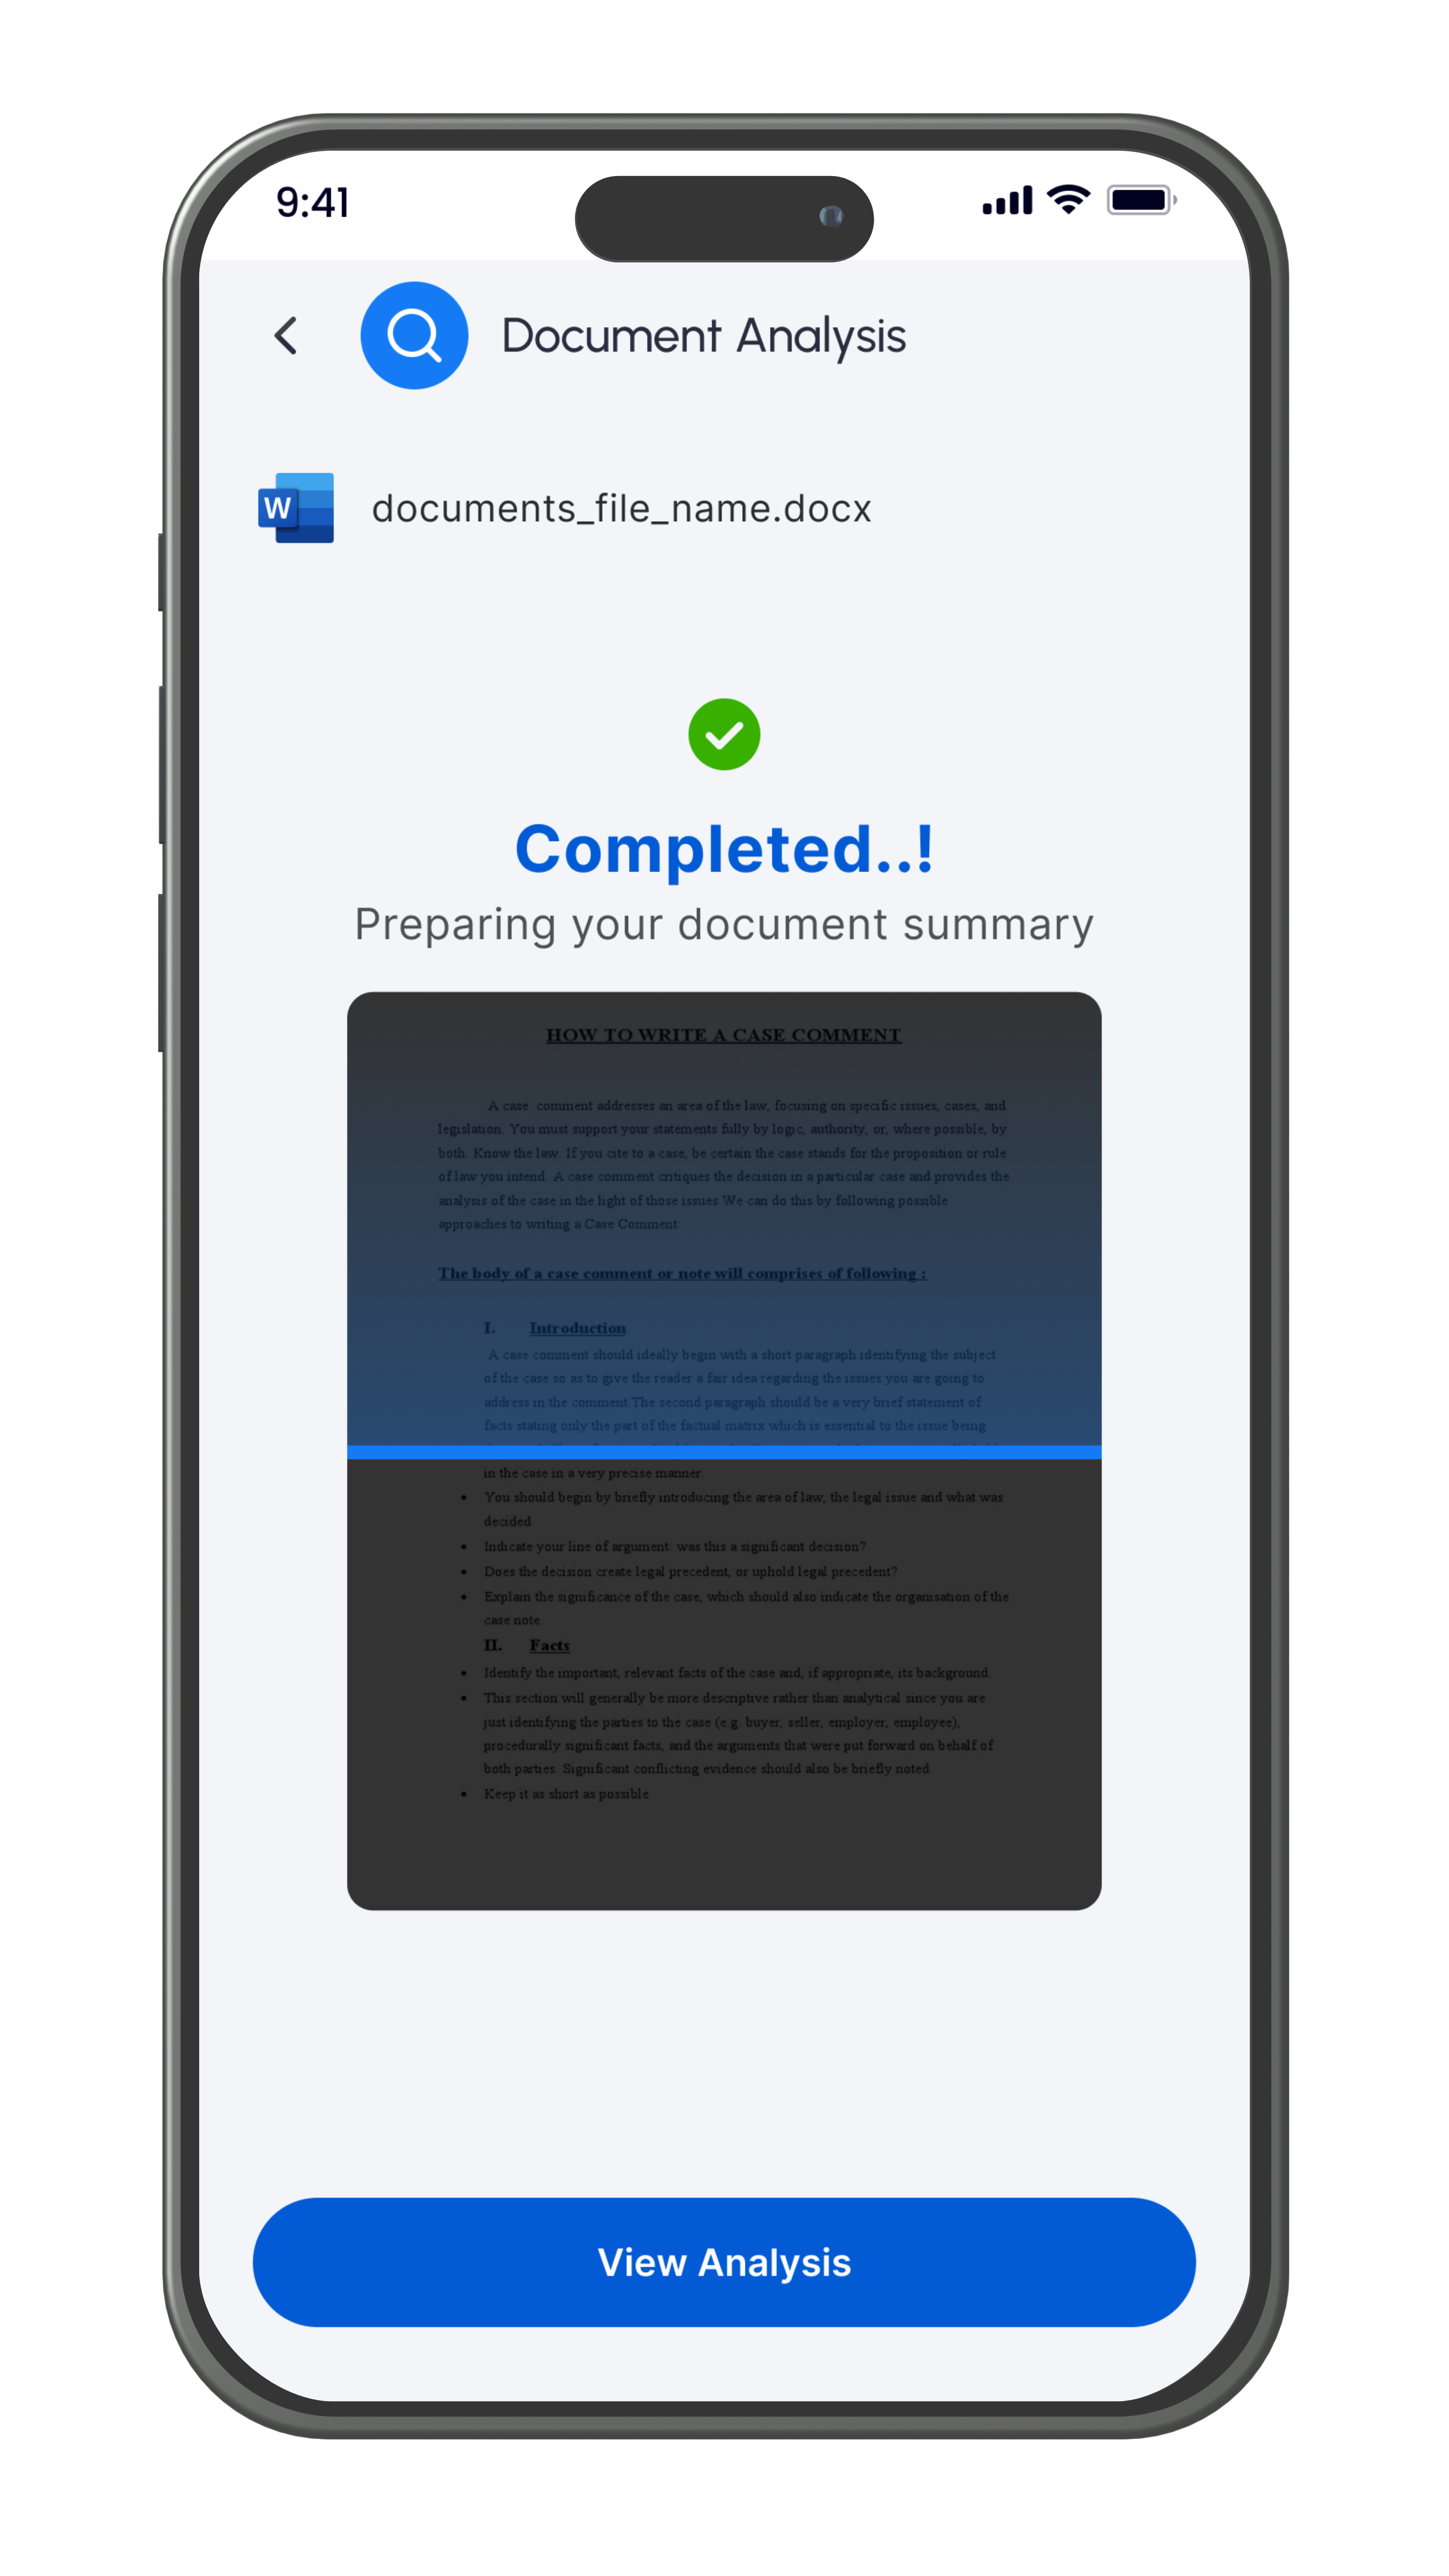 9:41
Document Analysis
W
documents_file_name.docx
Completed..!
Preparing your document summary
HOW TO WRITE A CASE COMMENT
A case comment addresses an area of the law, focusing on specific issues, cases, and
legislation. You must support your statements fully by logic, authority, or, where possible, by
both. Know the law. If you cite to a case, be certain the case stands for the proposition or rule
of law you intend. A case comment critiques the decision in a particular case and provides the
analysis of the case in the light of those issues We can do this by following possible
approaches to writing a Case Comment
The body of a case comment or note will comprises of following :
I. Introduction
A case comment should ideally begin with a short paragraph identifying the subject
of the case so as to give the reader a fair idea regarding the issues you are going to
address in the comment.The second paragraph should be a very brief statement of
facts stating only the part of the factual matrix which is essential to the issue being
in the case in a very precise manner.
• You should begin by briefly introducing the area of law, the legal issue and what was
decided.
• Indicate your line of argument: was this a significant decision?
• Does the decision create legal precedent, or uphold legal precedent?
• Explain the significance of the case, which should also indicate the organisation of the
case note.
II. Facts
• Identify the important, relevant facts of the case and, if appropriate, its background.
• This section will generally be more descriptive rather than analytical since you are
just identifying the parties to the case (e.g. buyer, seller, employer, employee),
procedurally significant facts, and the arguments that were put forward on behalf of
both parties. Significant conflicting evidence should also be briefly noted.
• Keep it as short as possible.
View Analysis